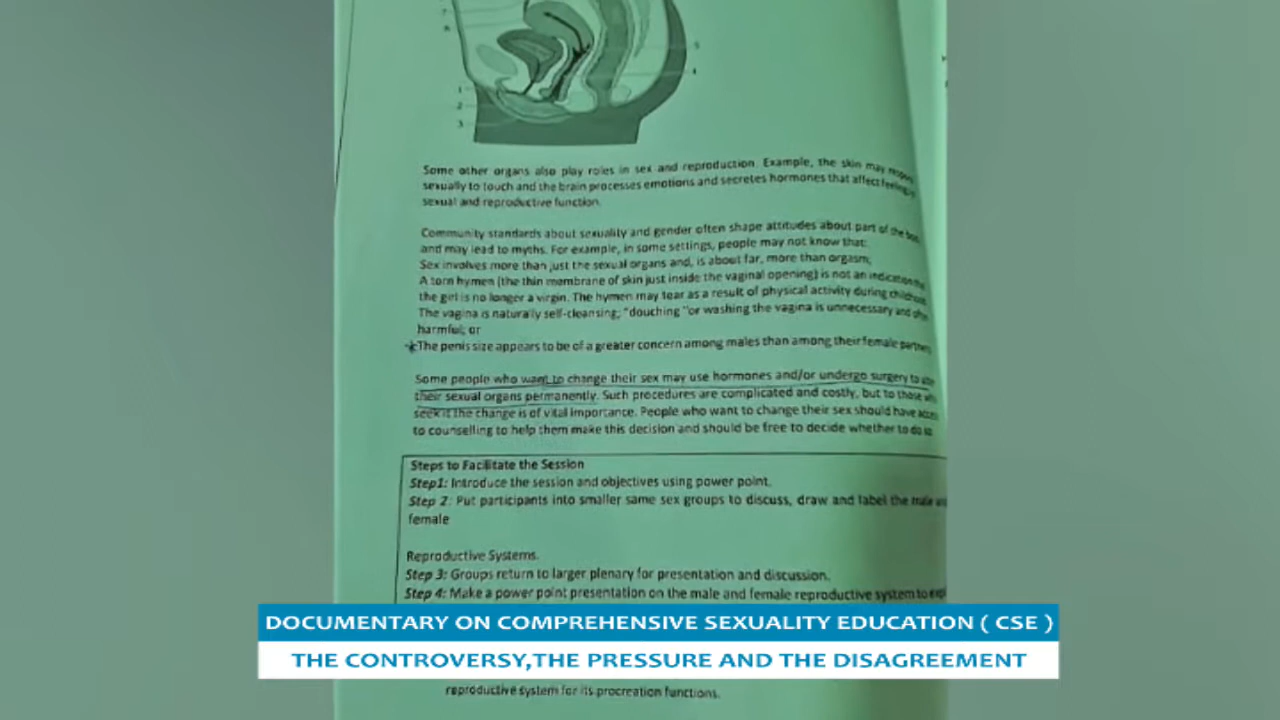 7
6
5
4
1
2
3
Some other organs also play roles in sex and reproduction. Example, the skin may respond
sexually to touch and the brain processes emotions and secretes hormones that affect feeling,
sexual and reproductive function.
Community standards about sexuality and gender often shape attitudes about part of the
and may lead to myths. For example, in some settings, people may not know that:
Sex involves more than just the sexual organs and, is about far, more than orgasm;
A torn hymen (the thin membrane of skin just inside the vaginal opening) is not an indication
the girl is no longer a virgin. The hymen may tear as a result of physical activity during
The vagina is naturally self-cleansing; "douching "or washing the vagina is unnecessary and
harmful; or
The penis size appears to be of a greater concern among males than among their female
Some people who want to change their sex may use hormones and/or undergo surgery to
their sexual organs permanently. Such procedures are complicated and costly, but to those
seek it the change is of vital importance. People who want to change their sex should have
to counselling to help them make this decision and should be free to decide whether to do so
Steps to Facilitate the Session
Step1: Introduce the session and objectives using power point.
Step 2: Put participants into smaller same sex groups to discuss, draw and label the male
female
Reproductive Systems.
Step 3: Groups return to larger plenary for presentation and discussion.
Step 4: Make a power point presentation on the male and female reproductive system to
DOCUMENTARY ON COMPREHENSIVE SEXUALITY EDUCATION ( CSE )
THE CONTROVERSY,THE PRESSURE AND THE DISAGREEMENT
reproductive system for its procreation functions.